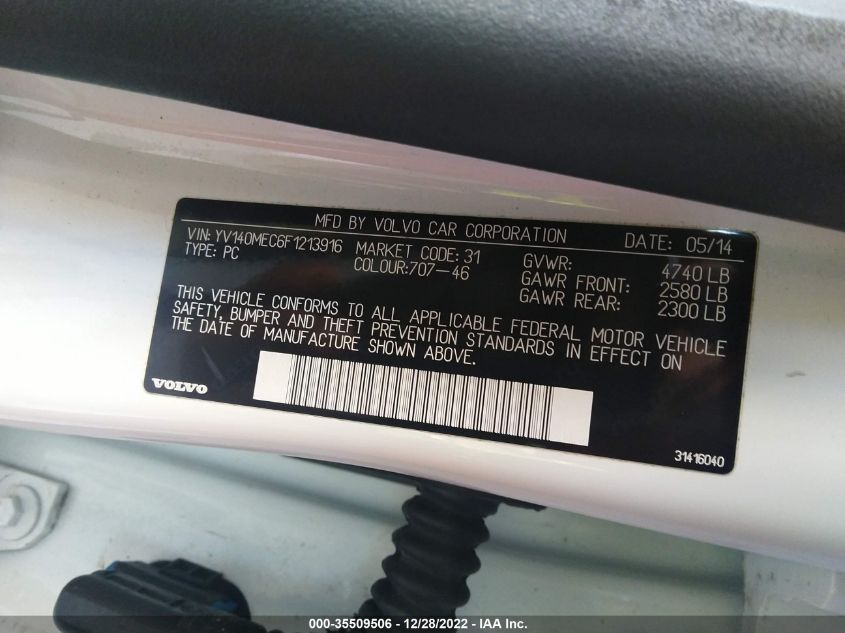 MFD BY VOLVO CAR CORPORATION DATE: 05/14
VIN: YV140MEC6F1213916 MARKET CODE: 31 GVWR: 4740 LB
TYPE: PC COLOUR:707-46 GAWR FRONT: 2580 LB
GAWR REAR: 2300 LB
THIS VEHICLE CONFORMS TO ALL APPLICABLE FEDERAL MOTOR VEHICLE
SAFETY, BUMPER AND THEFT PREVENTION STANDARDS IN EFFECT ON
THE DATE OF MANUFACTURE SHOWN ABOVE.
VOLVO
31416040
000-35509506 - 12/28/2022 - IAA Inc.